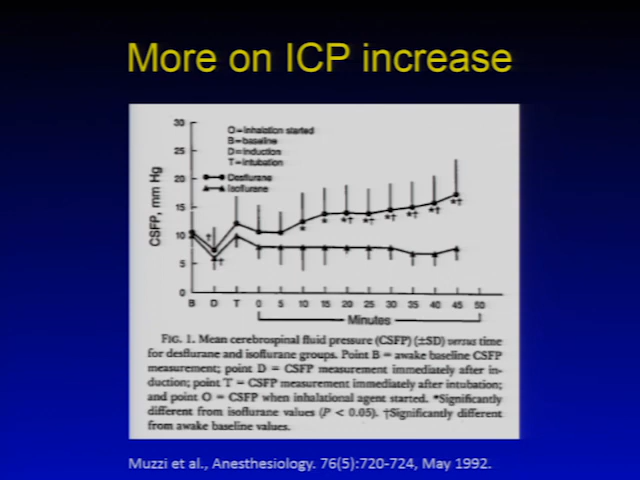 More on ICP increase
30
25
20
15
10
5
0
CSFP, mm Hg
O=Inhalation started
B=baseline
D=Induction
T=Intubation
Desflurane
Isoflurane
† † * * *† *† *† *† *† *†
B D T 0 5 10 15 20 25 30 35 40 45 50
Minutes
FIG. 1. Mean cerebrospinal fluid pressure (CSFP) (±SD) versus time
for desflurane and isoflurane groups. Point B = awake baseline CSFP
measurement; point D = CSFP measurement immediately after in-
duction; point T = CSFP measurement immediately after intubation;
and point O = CSFP when inhalational agent started. *Significantly
different from isoflurane values (P < 0.05). †Significantly different
from awake baseline values.
Muzzi et al., Anesthesiology. 76(5):720-724, May 1992.